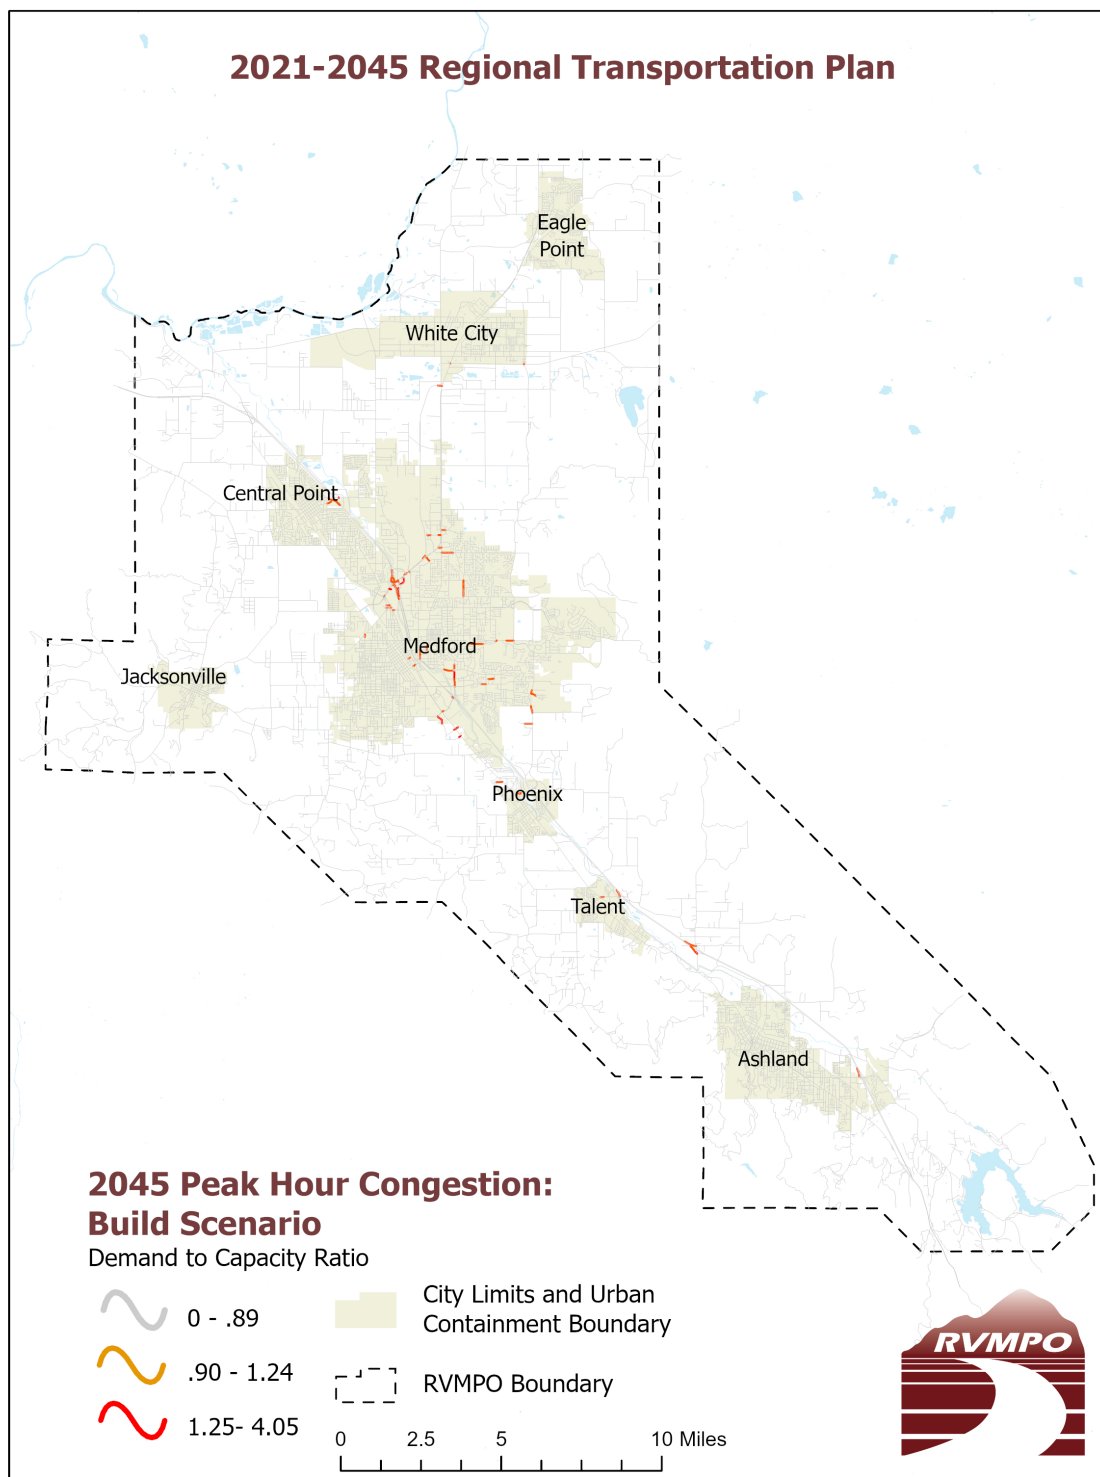 2021-2045 Regional Transportation Plan
Eagle
Point
White City
Central Point
Medford
Jacksonville
Phoenix
Talent
Ashland
2045 Peak Hour Congestion:
Build Scenario
Demand to Capacity Ratio
0 - .89
.90 - 1.24
1.25- 4.05
City Limits and Urban
Containment Boundary
RVMPO Boundary
0 2.5 5 10 Miles
RVMPO